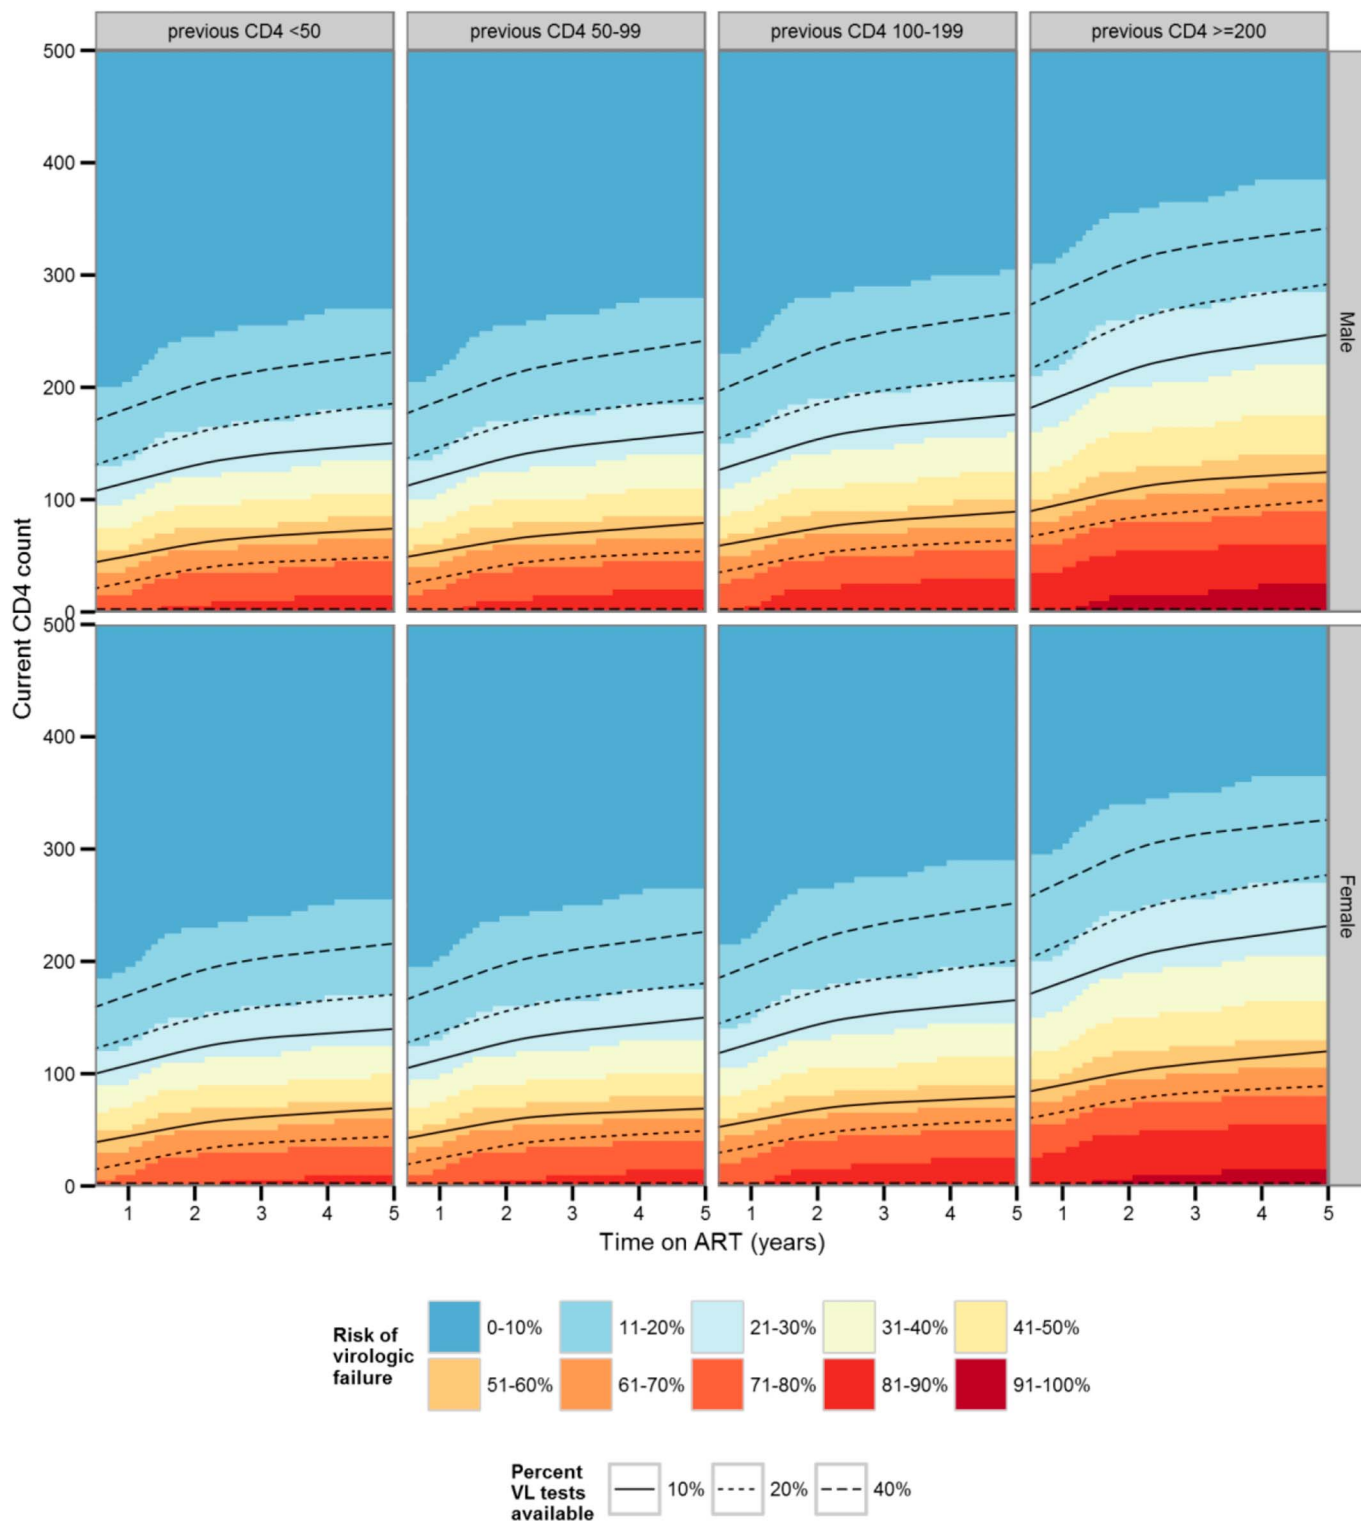 previous CD4 <50
previous CD4 50-99
previous CD4 100-199
previous CD4 >=200
500
400
300
200
100
0
Male
Current CD4 count
500
400
300
200
100
0
Female
1 2 3 4 5
1 2 3 4 5
1 2 3 4 5
1 2 3 4 5
Time on ART (years)
Risk of
virologic
failure
0-10%
11-20%
21-30%
31-40%
41-50%
51-60%
61-70%
71-80%
81-90%
91-100%
Percent
VL tests
available
10%
20%
40%